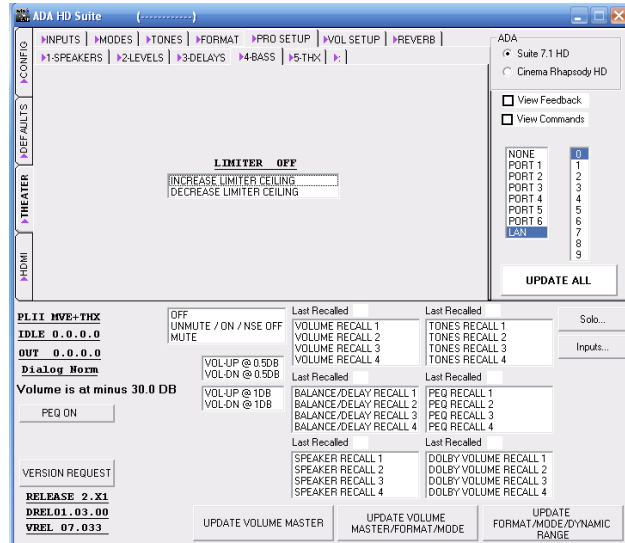 ADA HD Suite (-----------)
INPUTS MODES TONES FORMAT PRO SETUP VOL SETUP REVERB
1-SPEAKERS 2-LEVELS 3-DELAYS 4-BASS 5-THX :
CONFIG
DEFAULTS
THEATER
HDMI
LIMITER OFF
INCREASE LIMITER CEILING
DECREASE LIMITER CEILING
ADA
Suite 7.1 HD
Cinema Rhapsody HD
View Feedback
View Commands
NONE
PORT 1
PORT 2
PORT 3
PORT 4
PORT 5
PORT 6
LAN
0
1
2
3
4
5
6
7
8
9
UPDATE ALL
PLII MVE+THX
IDLE 0.0.0.0
OUT 0.0.0.0
Dialog Norm
Volume is at minus 30.0 DB
PEQ ON
VERSION REQUEST
RELEASE 2.X1
DREL01.03.00
VREL 07.033
OFF
UNMUTE / ON / NSE OFF
MUTE
VOL-UP @ 0.5DB
VOL-DN @ 0.5DB
VOL-UP @ 1DB
VOL-DN @ 1DB
Last Recalled
VOLUME RECALL 1
VOLUME RECALL 2
VOLUME RECALL 3
VOLUME RECALL 4
Last Recalled
TONES RECALL 1
TONES RECALL 2
TONES RECALL 3
TONES RECALL 4
Last Recalled
BALANCE/DELAY RECALL 1
BALANCE/DELAY RECALL 2
BALANCE/DELAY RECALL 3
BALANCE/DELAY RECALL 4
Last Recalled
PEQ RECALL 1
PEQ RECALL 2
PEQ RECALL 3
PEQ RECALL 4
Last Recalled
SPEAKER RECALL 1
SPEAKER RECALL 2
SPEAKER RECALL 3
SPEAKER RECALL 4
Last Recalled
DOLBY VOLUME RECALL 1
DOLBY VOLUME RECALL 2
DOLBY VOLUME RECALL 3
DOLBY VOLUME RECALL 4
Solo...
Inputs...
UPDATE VOLUME MASTER
UPDATE VOLUME
MASTER/FORMAT/MODE
UPDATE
FORMAT/MODE/DYNAMIC
RANGE